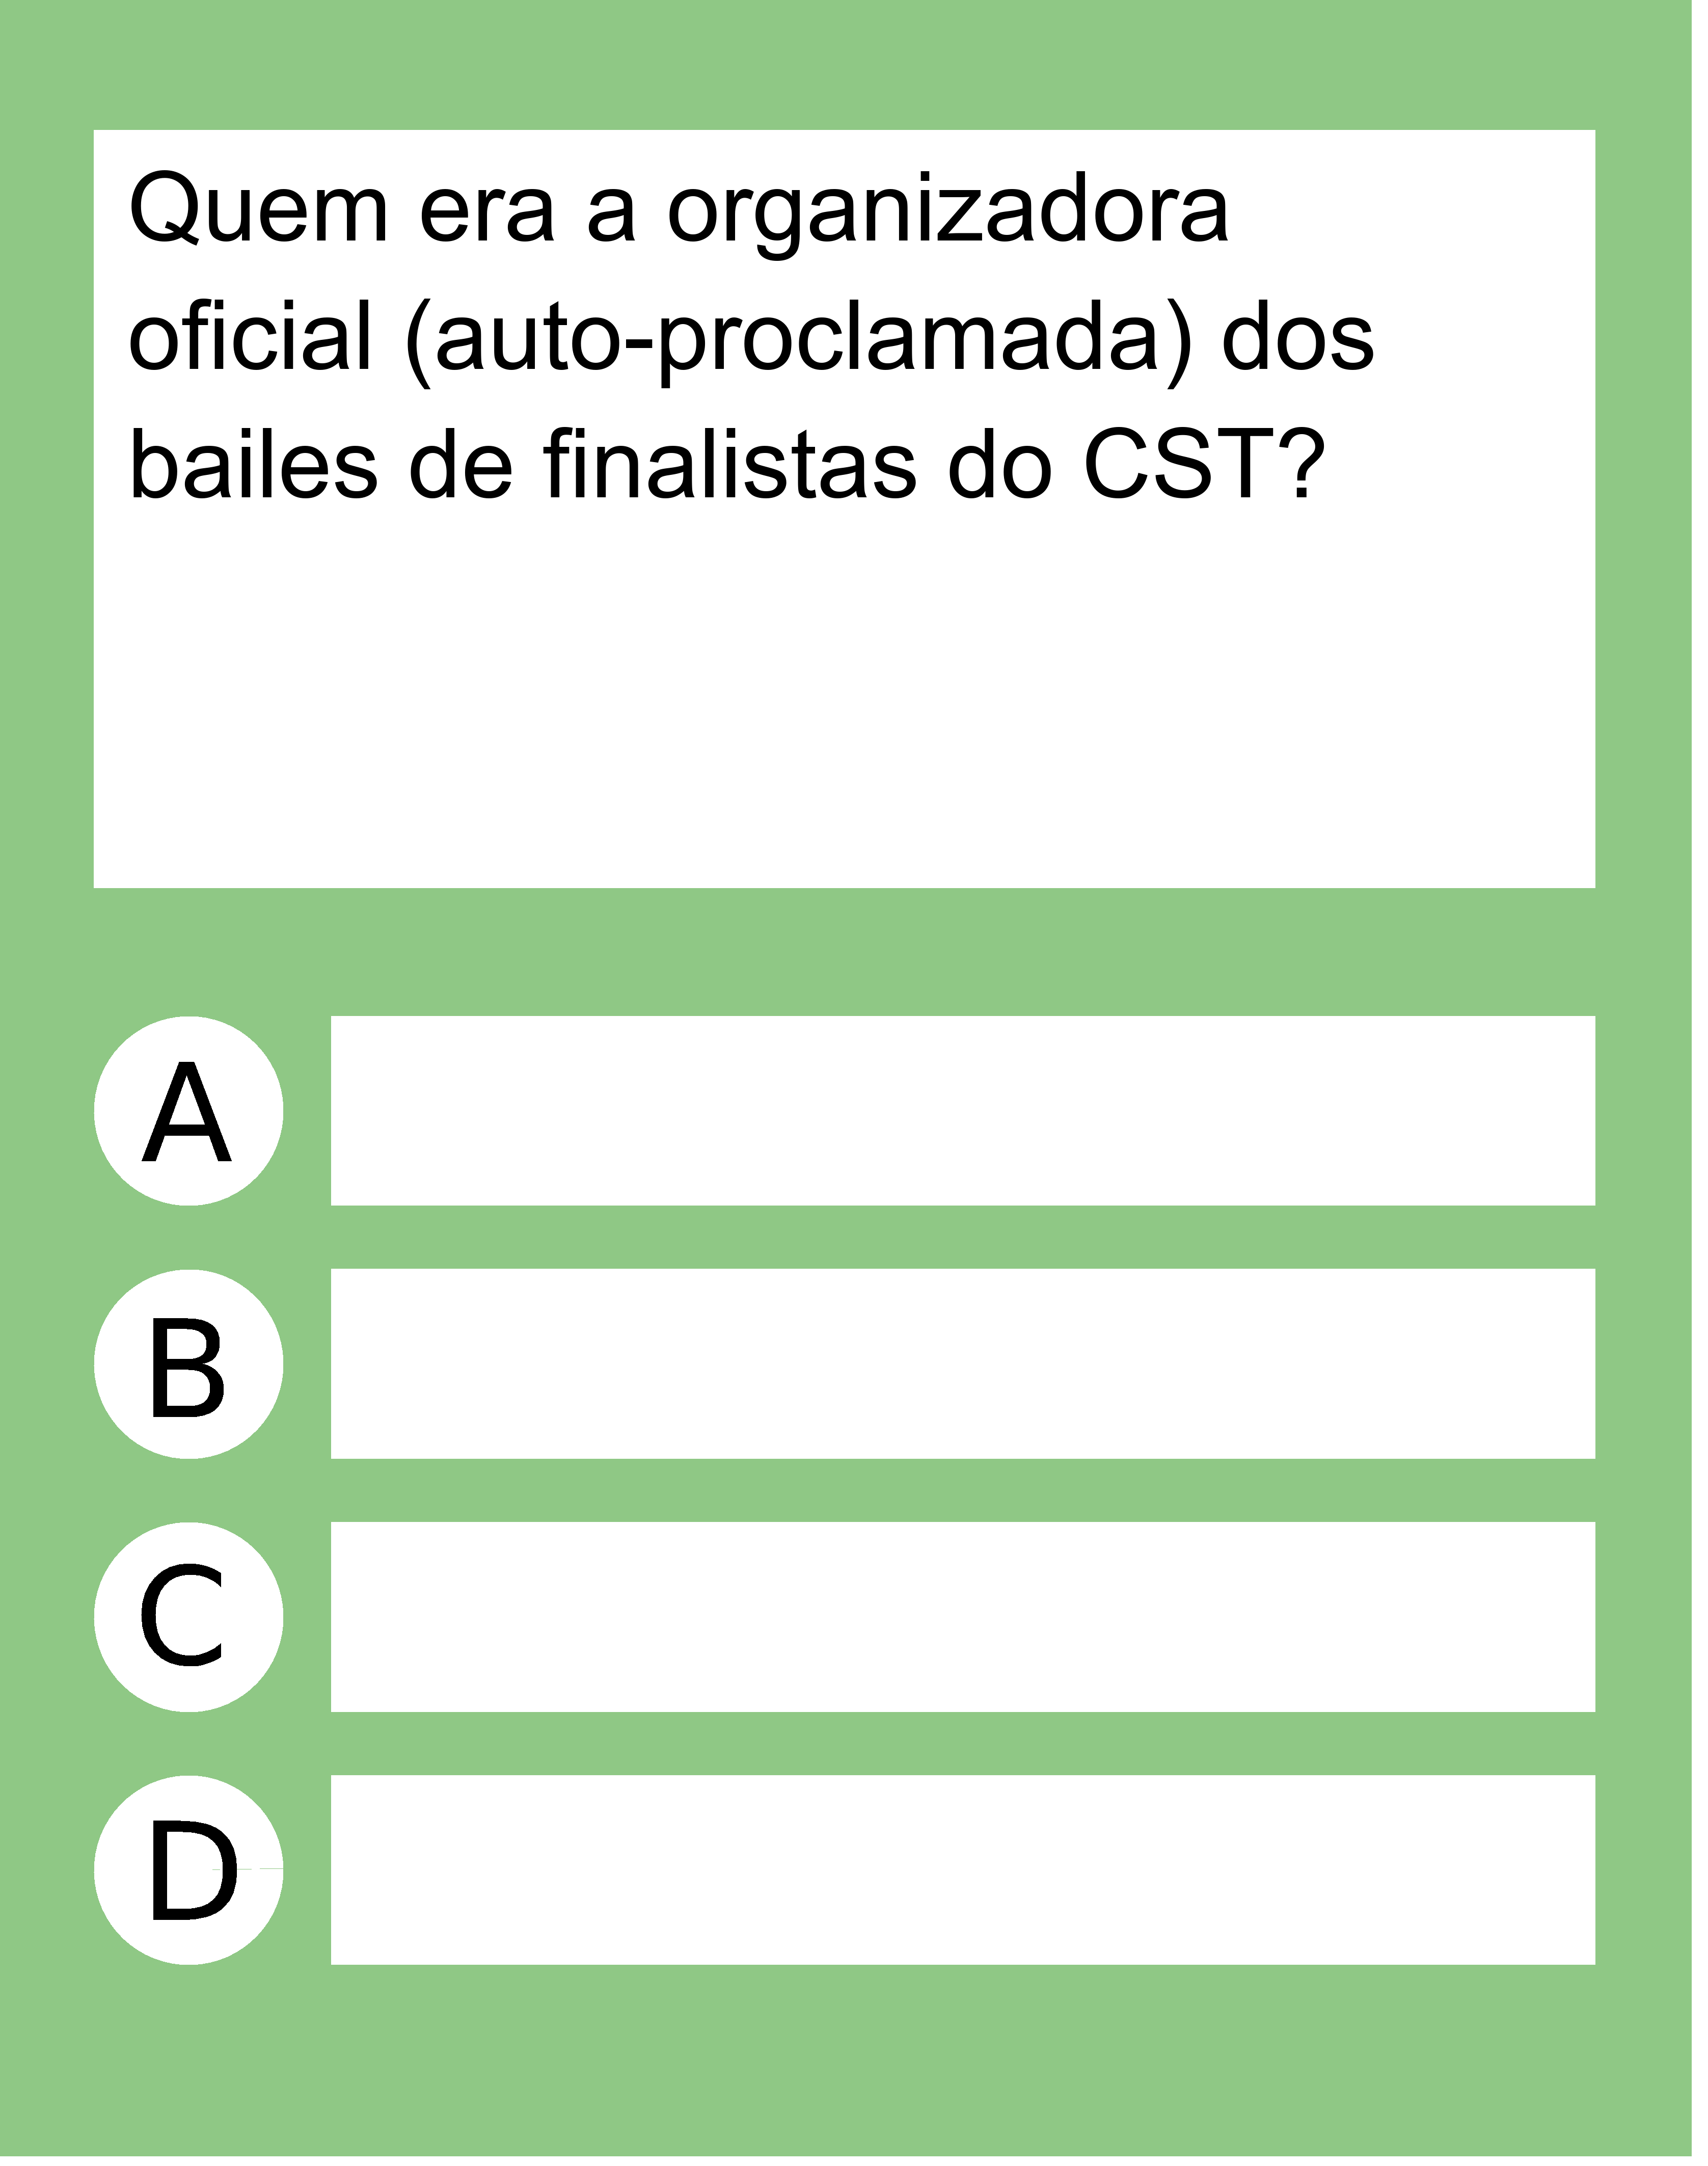 Quem era a organizadora
oficial (auto-proclamada) dos
bailes de finalistas do CST?
A
B
C
D